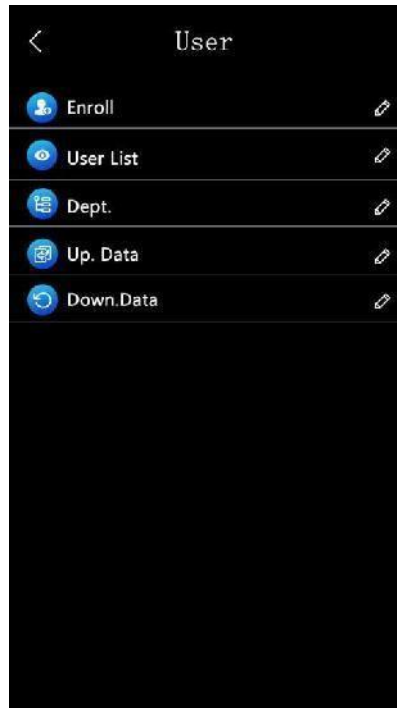 User
Enroll
User List
Dept.
Up. Data
Down.Data